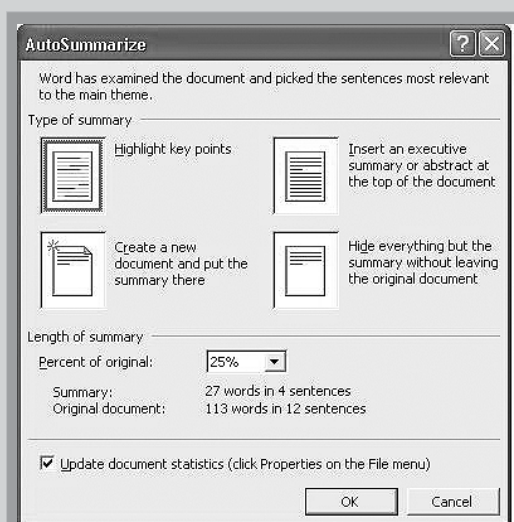 AutoSummarize
Word has examined the document and picked the sentences most relevant
to the main theme.
Type of summary
Highlight key points
Insert an executive
summary or abstract at
the top of the document
Create a new
document and put the
summary there
Hide everything but the
summary without leaving
the original document
Length of summary
Percent of original:
25%
Summary: 27 words in 4 sentences
Original document: 113 words in 12 sentences
Update document statistics (click Properties on the File menu)
OK
Cancel